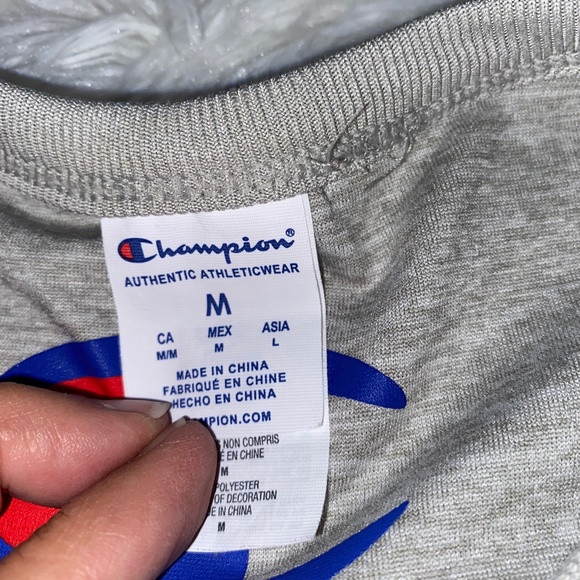 Champion®
AUTHENTIC ATHLETICWEAR
M
CA MEX ASIA
M/M M L
MADE IN CHINA
FABRIQUÉ EN CHINE
HECHO EN CHINA
PION.COM
NON COMPRIS
EN CHINE
M
POLYESTER
OF DECORATION
IN CHINA
M